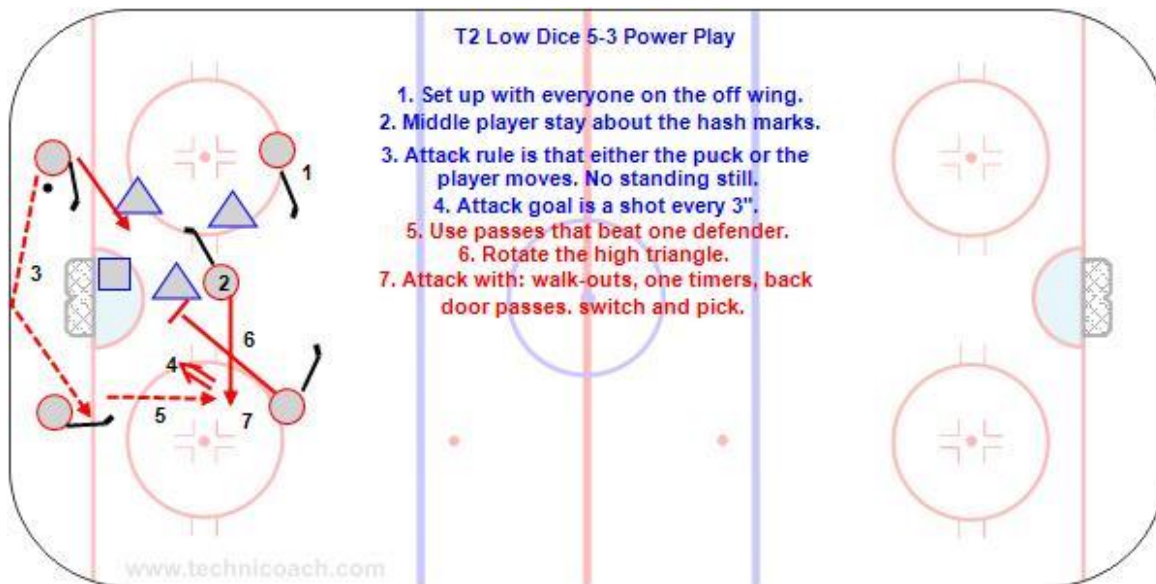 T2 Low Dice 5-3 Power Play
1. Set up with everyone on the off wing.
2. Middle player stay about the hash marks.
3. Attack rule is that either the puck or the
player moves. No standing still.
4. Attack goal is a shot every 3".
5. Use passes that beat one defender.
6. Rotate the high triangle.
7. Attack with: walk-outs, one timers, back
door passes. switch and pick.
1
3
2
6
4
5
7
www.technicoach.com